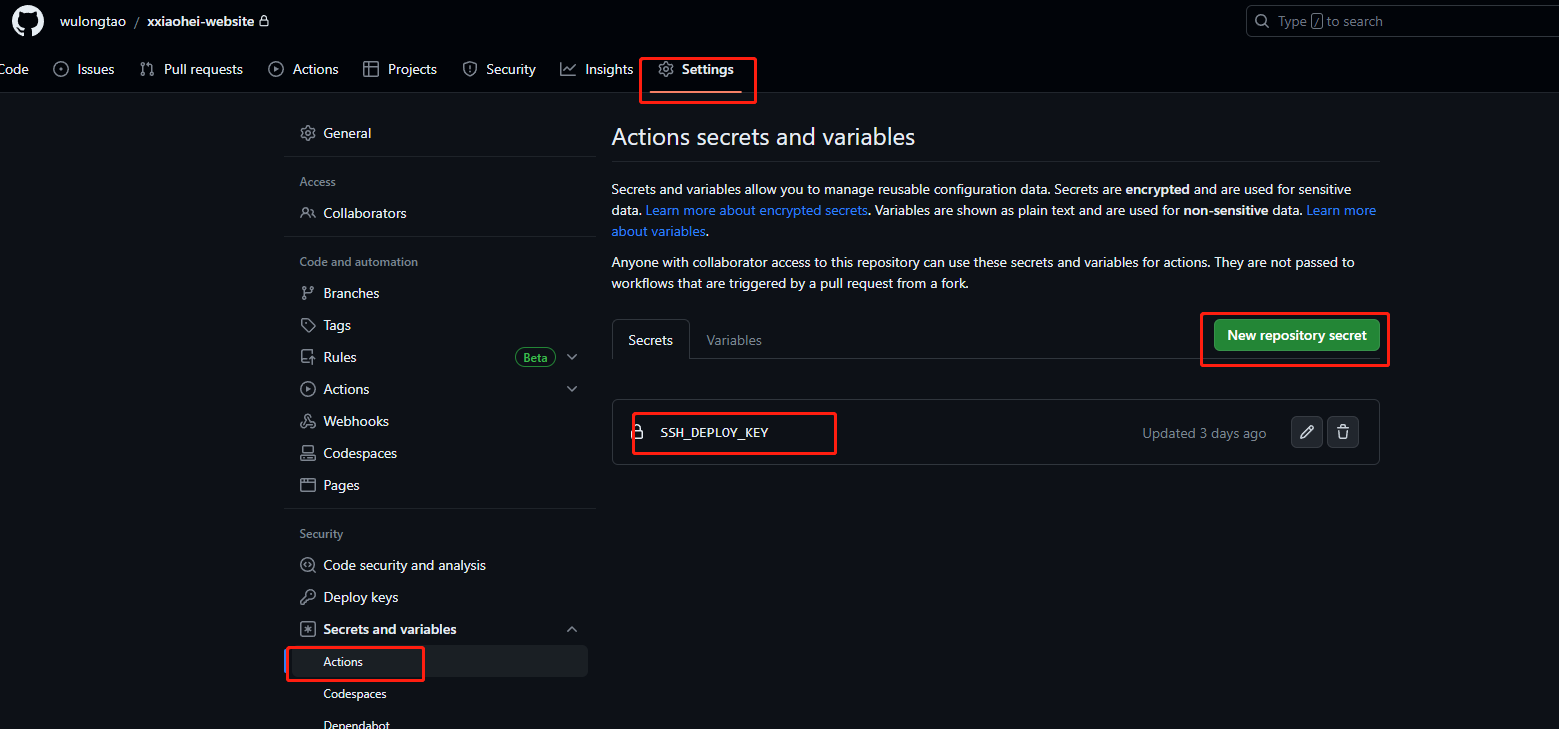 wulongtao / xxiaohei-website
Type / to search
Code Issues Pull requests Actions Projects Security Insights Settings
General
Access
Collaborators
Code and automation
Branches
Tags
Rules Beta
Actions
Webhooks
Codespaces
Pages
Security
Code security and analysis
Deploy keys
Secrets and variables
Actions
Codespaces
Dependabot
Actions secrets and variables
Secrets and variables allow you to manage reusable configuration data. Secrets are encrypted and are used for sensitive
data. Learn more about encrypted secrets. Variables are shown as plain text and are used for non-sensitive data. Learn more
about variables.
Anyone with collaborator access to this repository can use these secrets and variables for actions. They are not passed to
workflows that are triggered by a pull request from a fork.
Secrets Variables New repository secret
SSH_DEPLOY_KEY Updated 3 days ago